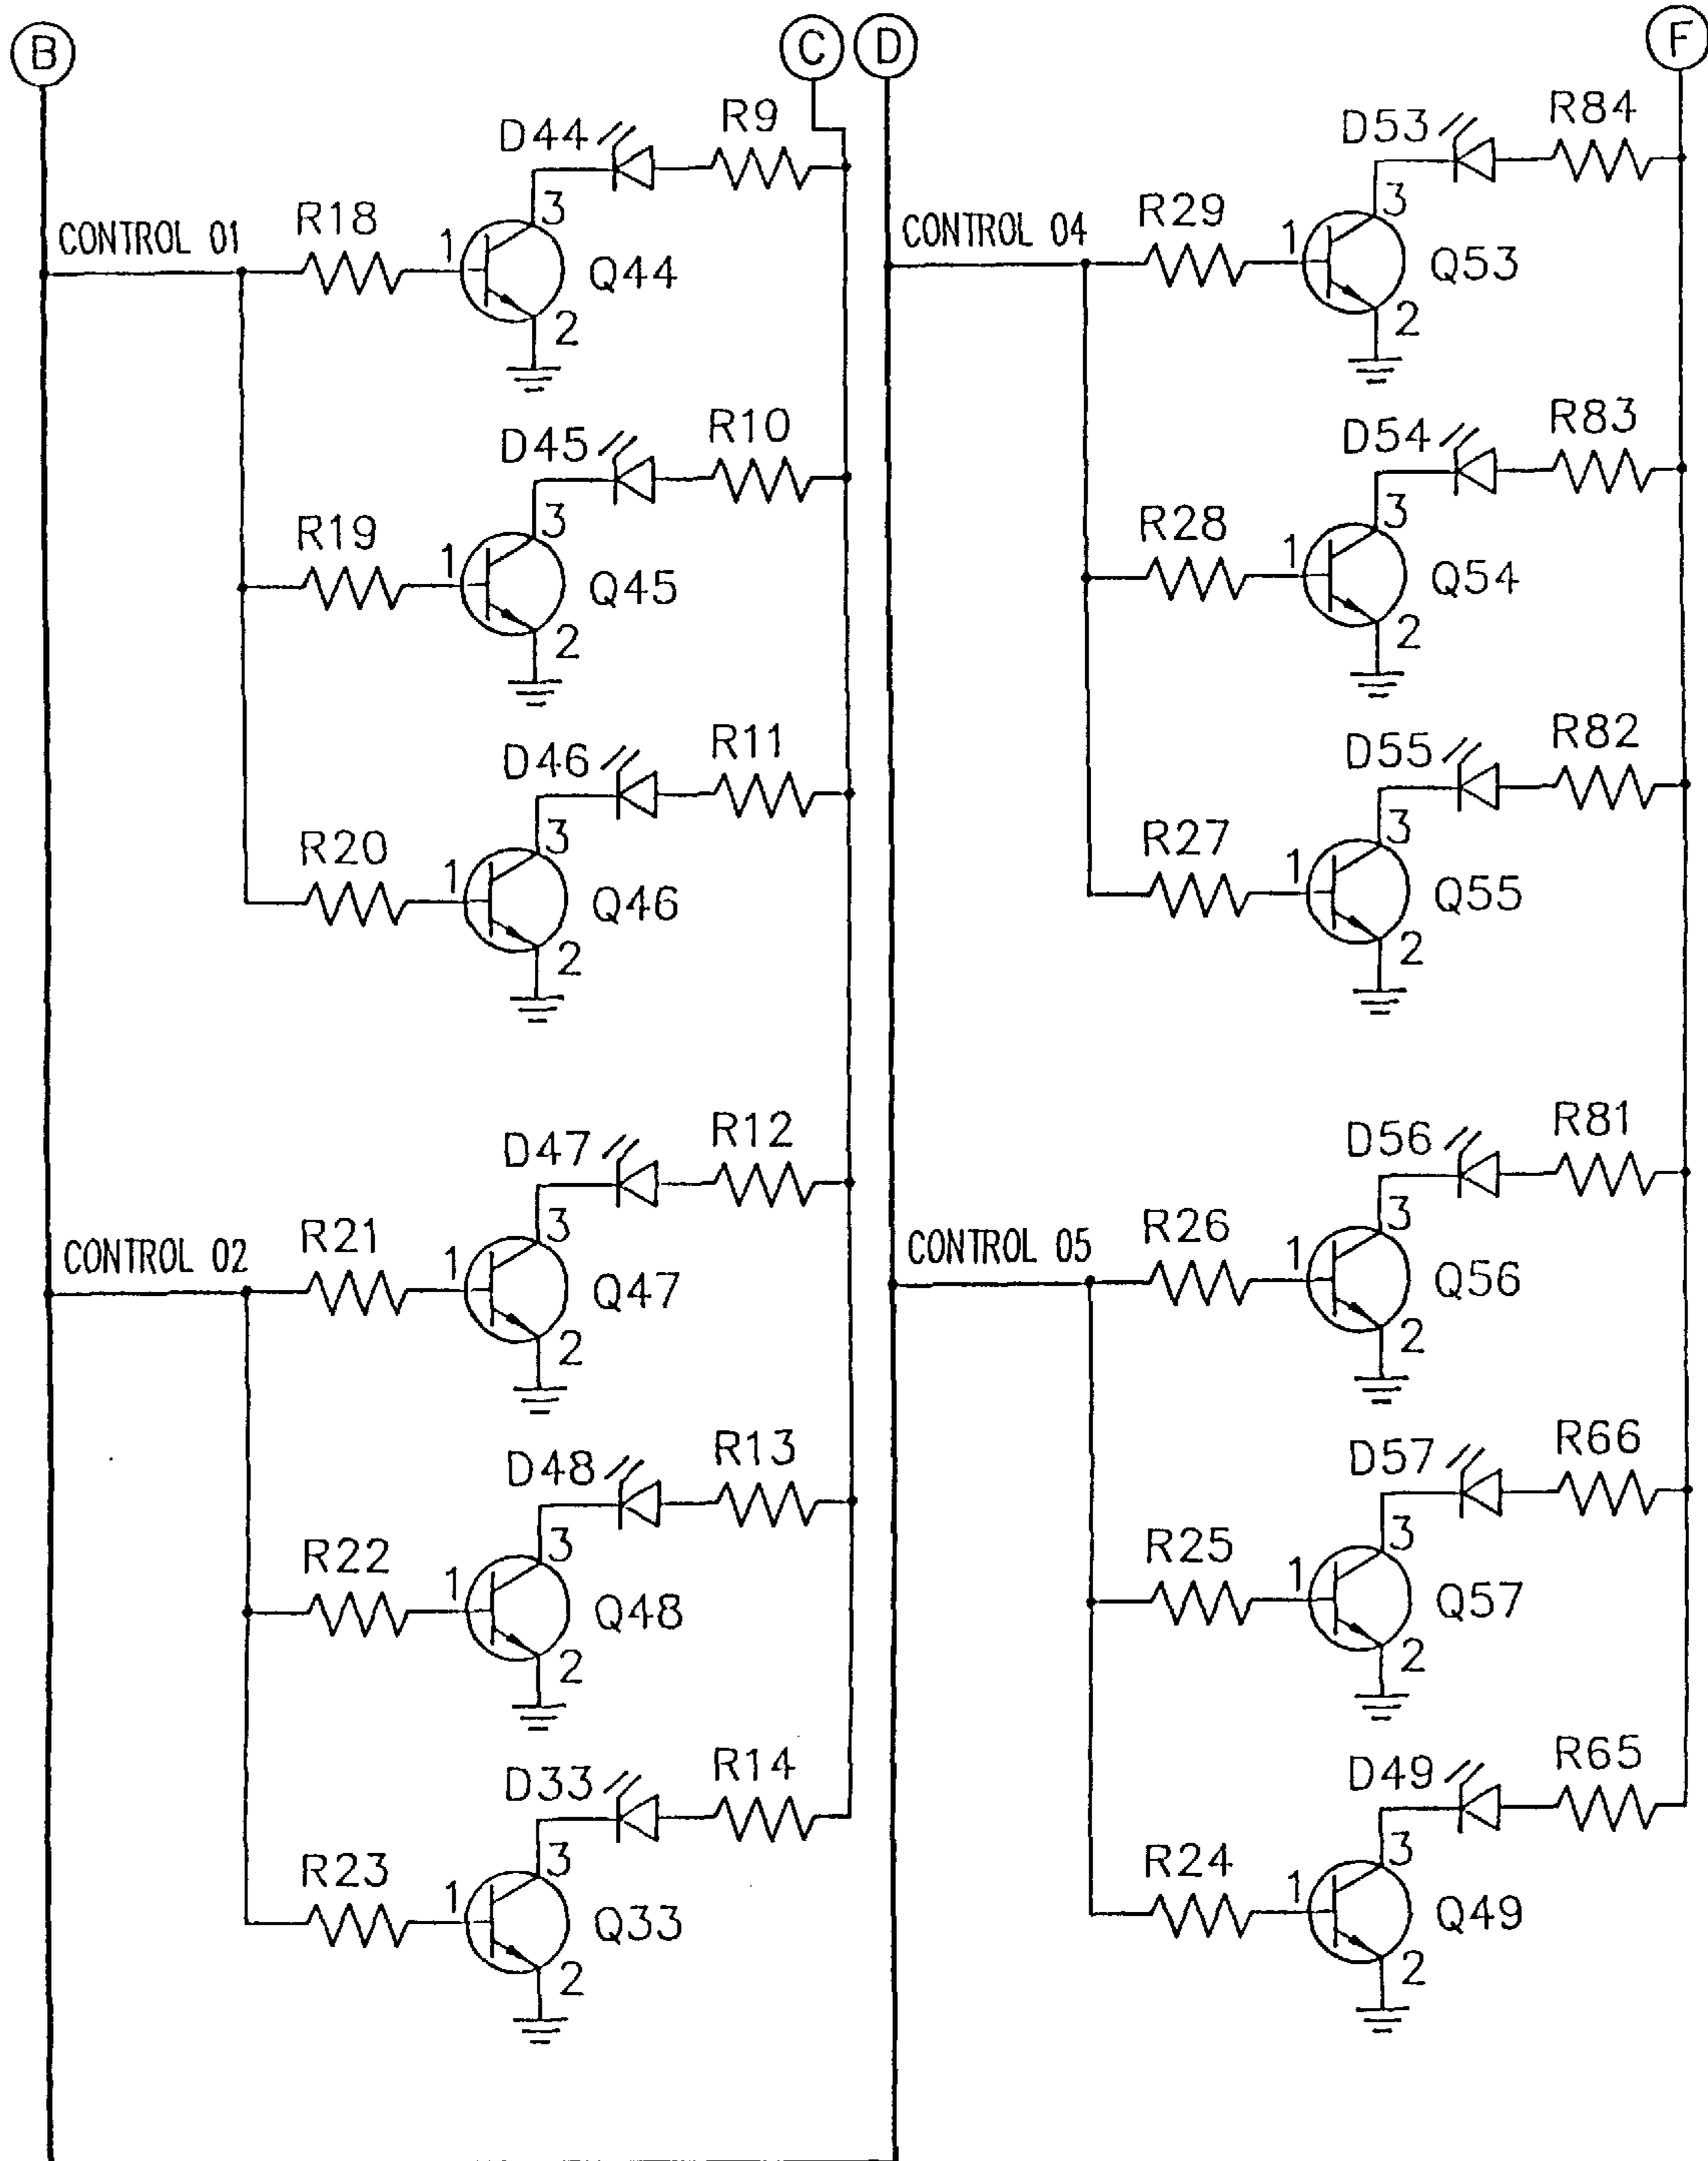 B
C
D
F
D44
R9
CONTROL 01
R18
1
3
Q44
2
D45
R10
R19
1
3
Q45
2
D46
R11
R20
1
3
Q46
2
D47
R12
CONTROL 02
R21
1
3
Q47
2
D48
R13
R22
1
3
Q48
2
D33
R14
R23
1
3
Q33
2
D53
R84
CONTROL 04
R29
1
3
Q53
2
D54
R83
R28
1
3
Q54
2
D55
R82
R27
1
3
Q55
2
D56
R81
CONTROL 05
R26
1
3
Q56
2
D57
R66
R25
1
3
Q57
2
D49
R65
R24
1
3
Q49
2